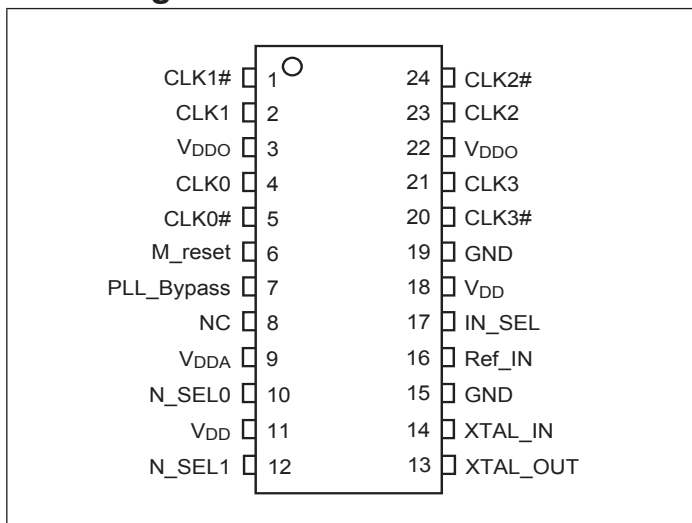 CLK1# 1 24 CLK2#
CLK1 2 23 CLK2
VDDO 3 22 VDDO
CLK0 4 21 CLK3
CLK0# 5 20 CLK3#
M_reset 6 19 GND
PLL_Bypass 7 18 VDD
NC 8 17 IN_SEL
VDDA 9 16 Ref_IN
N_SEL0 10 15 GND
VDD 11 14 XTAL_IN
N_SEL1 12 13 XTAL_OUT